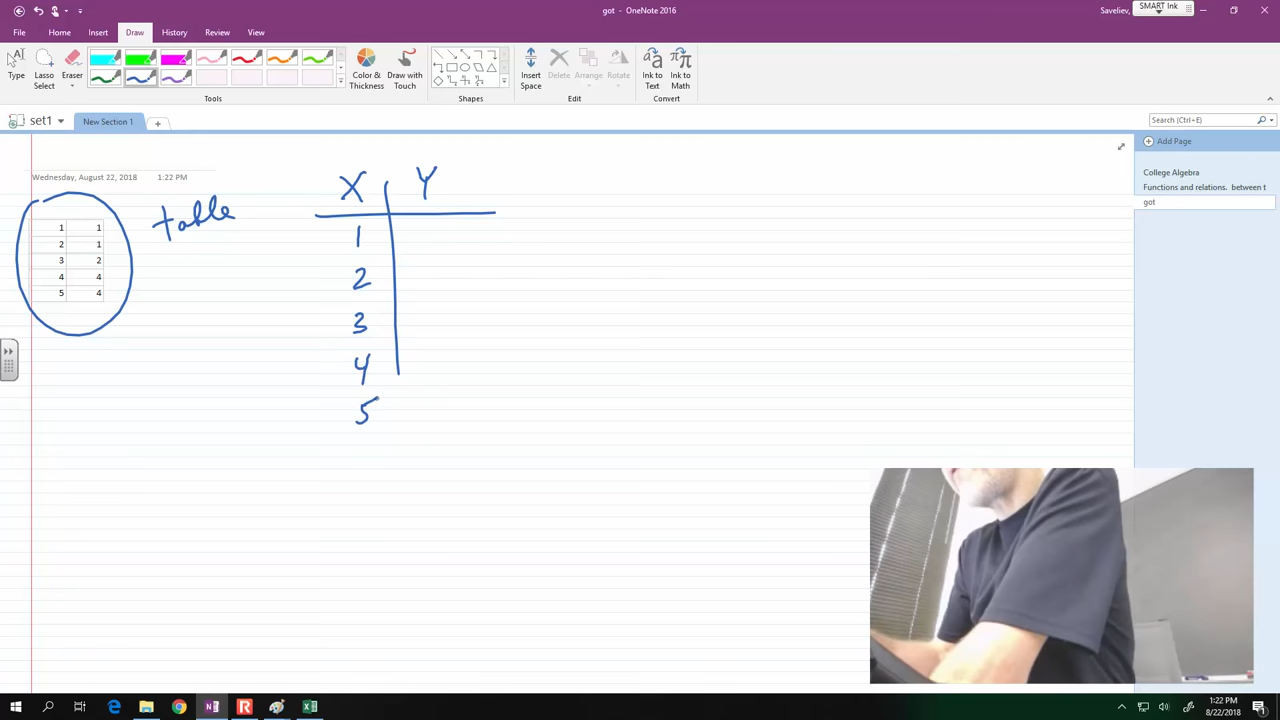 got - OneNote 2016
Saveliev,
SMART Ink
File Home Insert Draw History Review View
Type
Lasso Select
Eraser
Color & Thickness
Draw with Touch
Insert Space
Delete
Arrange
Rotate
Ink to Text
Ink to Math
Tools
Shapes
Edit
Convert
set1
New Section 1
Search (Ctrl+E)
Add Page
College Algebra
Functions and relations. between t
got
Wednesday, August 22, 2018 1:22 PM
1 1
2 1
3 2
4 4
5 4
table
X Y
1
2
3
4
5
1:22 PM
8/22/2018